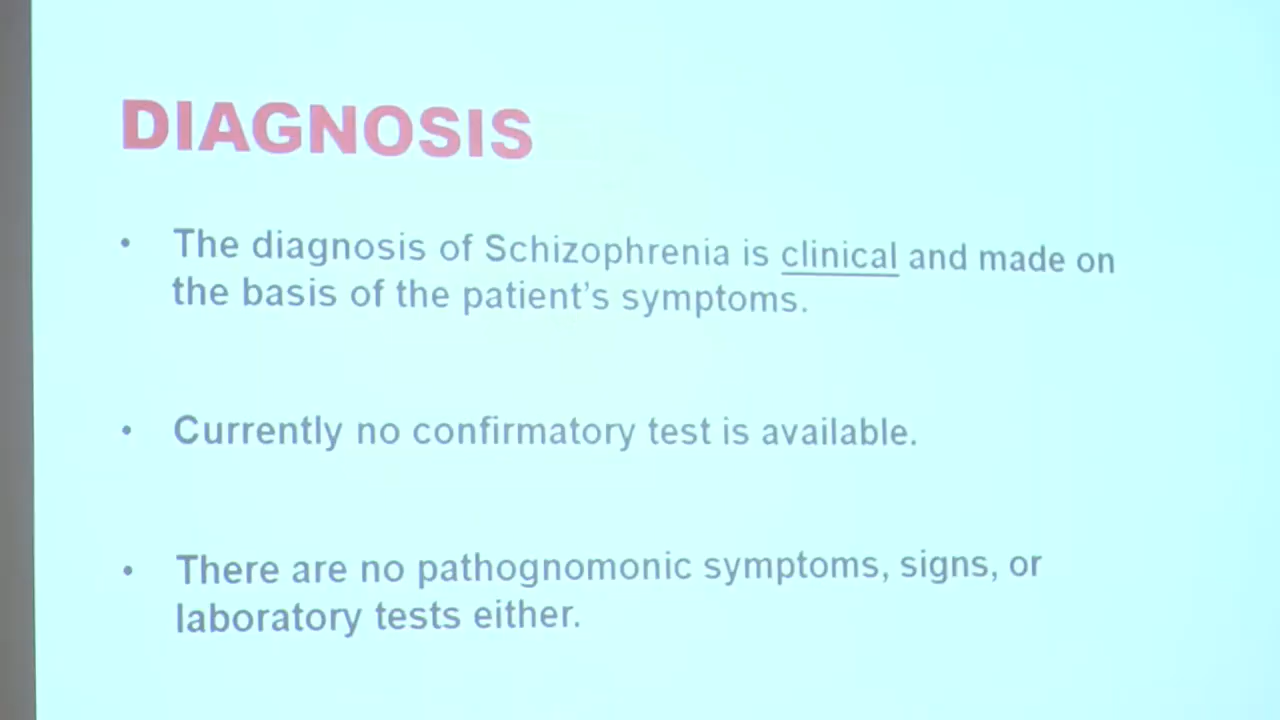 DIAGNOSIS
• The diagnosis of Schizophrenia is clinical and made on
the basis of the patient's symptoms.
• Currently no confirmatory test is available.
• There are no pathognomonic symptoms, signs, or
laboratory tests either.